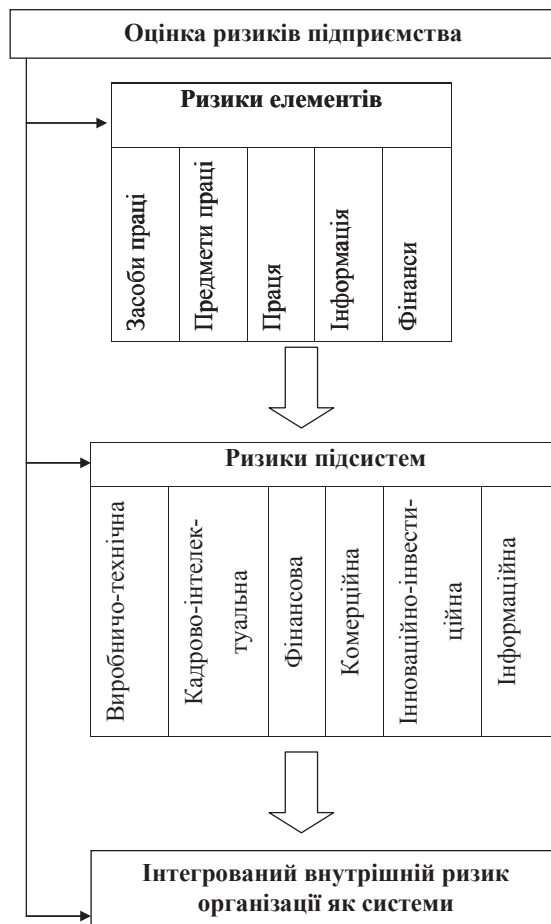 Оцінка ризиків підприємства
Ризики елементів
Засоби праці
Предмети праці
Праця
Інформація
Фінанси
Ризики підсистем
Виробничо-технічна
Кадрово-інтелек-
туальна
Фінансова
Комерційна
Інноваційно-інвести-
ційна
Інформаційна
Інтегрований внутрішній ризик
організації як системи